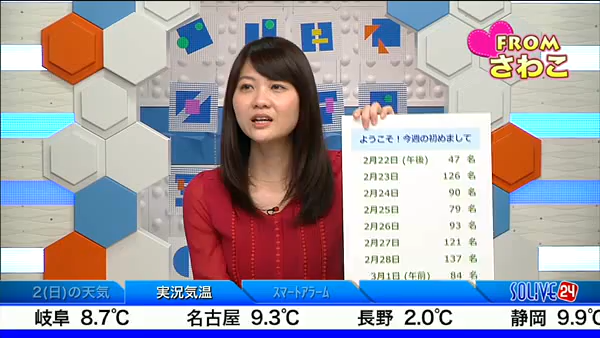 FROM
さわこ
ようこそ！今週の初めまして
2月22日 (午後) 47 名
2月23日 126 名
2月24日 90 名
2月25日 79 名
2月26日 93 名
2月27日 121 名
2月28日 137 名
3月1日 (午前) 84 名
2(日)の天気 実況気温 スマートアラーム SOLiVE24
岐阜 8.7℃ 名古屋 9.3℃ 長野 2.0℃ 静岡 9.9℃